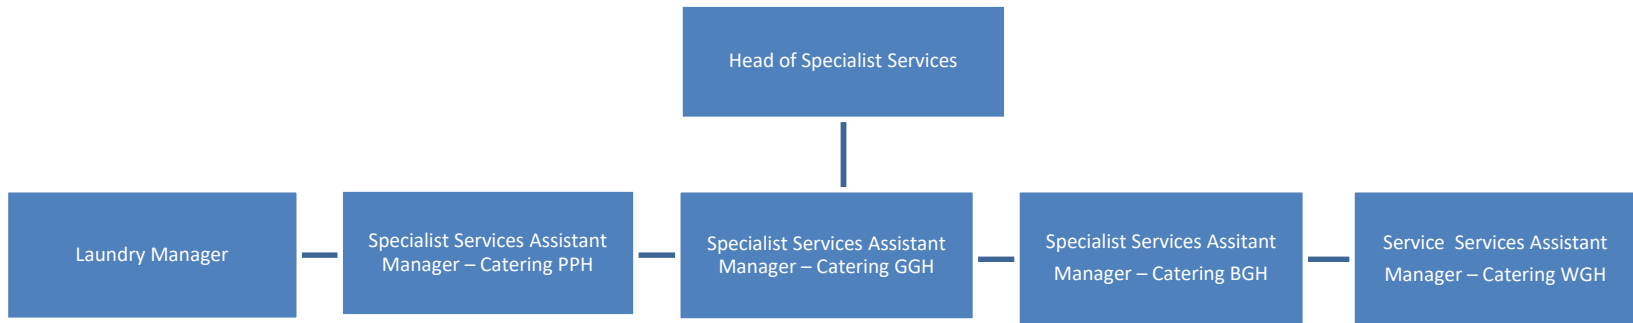 Head of Specialist Services
Laundry Manager
Specialist Services Assistant
Manager – Catering PPH
Specialist Services Assistant
Manager – Catering GGH
Specialist Services Assitant
Manager – Catering BGH
Service  Services Assistant
Manager – Catering WGH